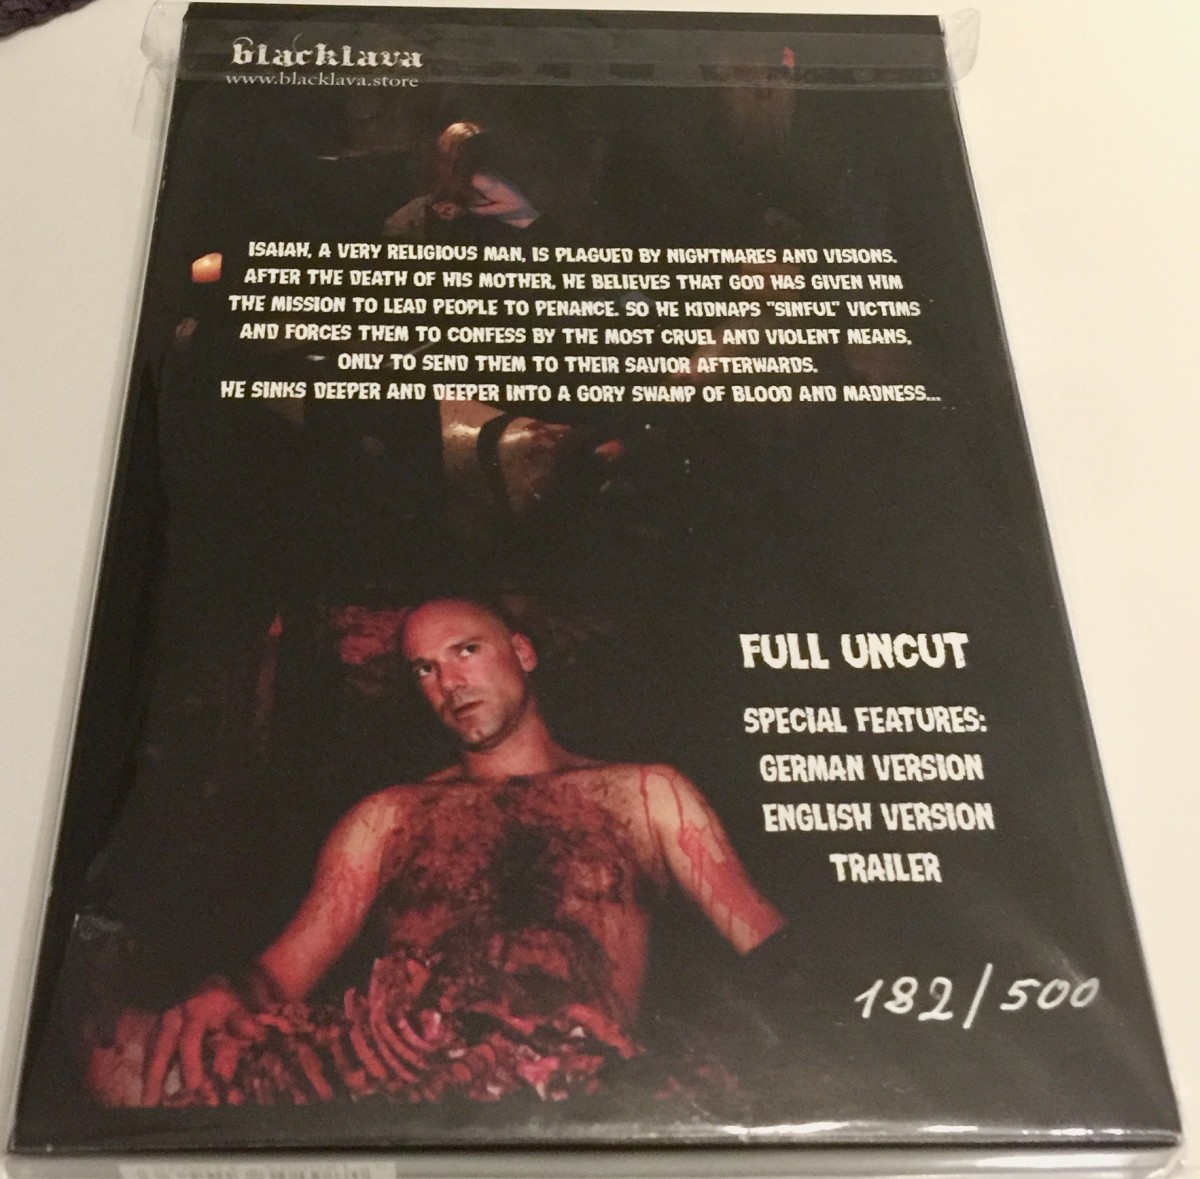 blacklava
www.blacklava.store
ISAIAH, A VERY RELIGIOUS MAN, IS PLAGUED BY NIGHTMARES AND VISIONS.
AFTER THE DEATH OF HIS MOTHER, HE BELIEVES THAT GOD HAS GIVEN HIM
THE MISSION TO LEAD PEOPLE TO PENANCE. SO HE KIDNAPS "SINFUL" VICTIMS
AND FORCES THEM TO CONFESS BY THE MOST CRUEL AND VIOLENT MEANS,
ONLY TO SEND THEM TO THEIR SAVIOR AFTERWARDS.
HE SINKS DEEPER AND DEEPER INTO A GORY SWAMP OF BLOOD AND MADNESS...
FULL UNCUT
SPECIAL FEATURES:
GERMAN VERSION
ENGLISH VERSION
TRAILER
182/500